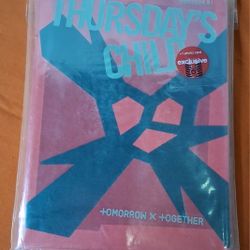 THURSDAY'S
CHILD
exclusive
TOMORROW X TOGETHER